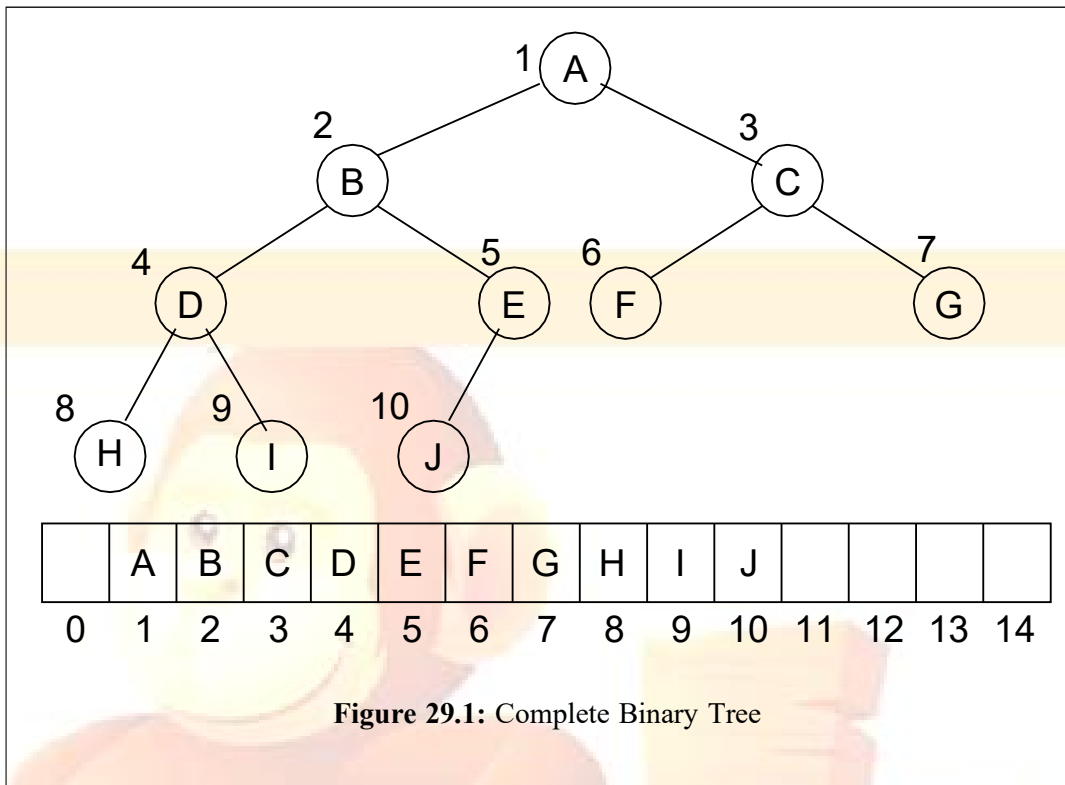 1 A
2 3
B C
4 5 6 7
D E F G
8 9 10
H I J
A B C D E F G H I J
0 1 2 3 4 5 6 7 8 9 10 11 12 13 14
Figure 29.1: Complete Binary Tree